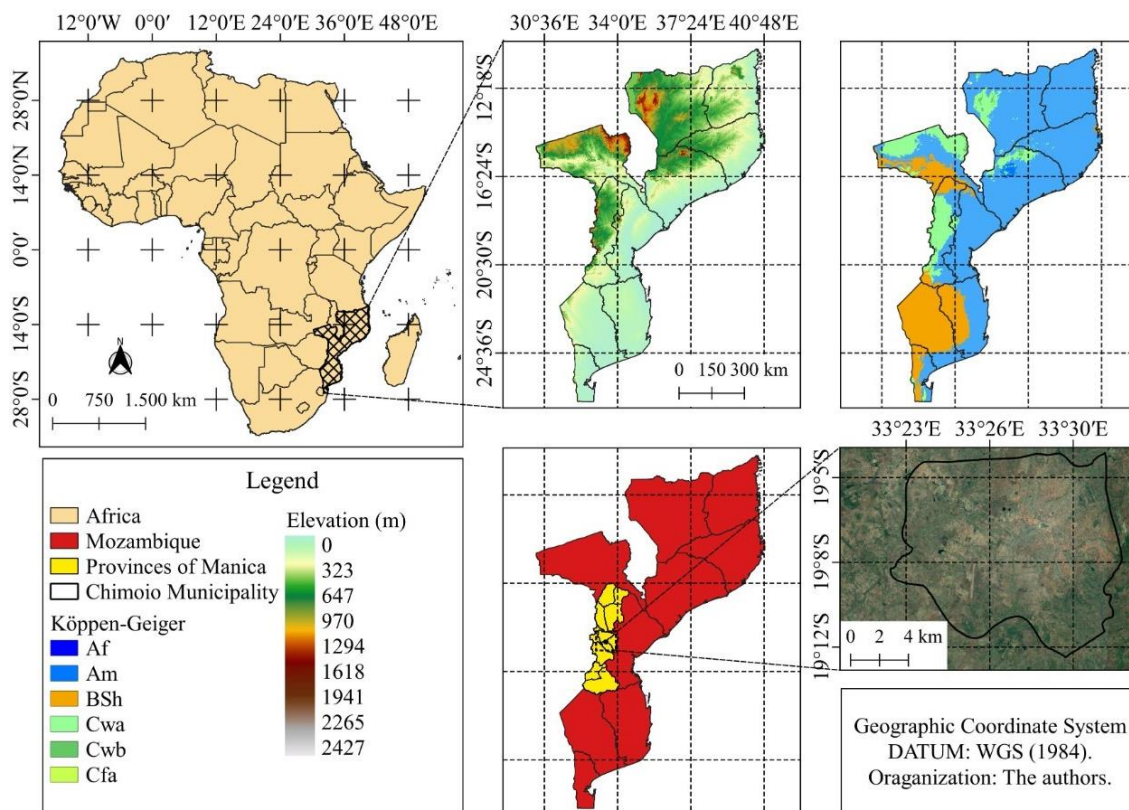 12°0′W 0°0′ 12°0′E 24°0′E 36°0′E 48°0′E
30°36′E 34°0′E 37°24′E 40°48′E
28°0′N
14°0′N
0°0′
14°0′S
28°0′S
N
0 750 1.500 km
12°18′S
16°24′S
20°30′S
24°36′S
0 150 300 km
Legend
Africa
Mozambique
Provinces of Manica
Chimoio Municipality
Köppen-Geiger
Af
Am
BSh
Cwa
Cwb
Cfa
Elevation (m)
0
323
647
970
1294
1618
1941
2265
2427
33°23′E 33°26′E 33°30′E
19°5′S
19°8′S
19°12′S
0 2 4 km
Geographic Coordinate System
DATUM: WGS (1984).
Oraganization: The authors.